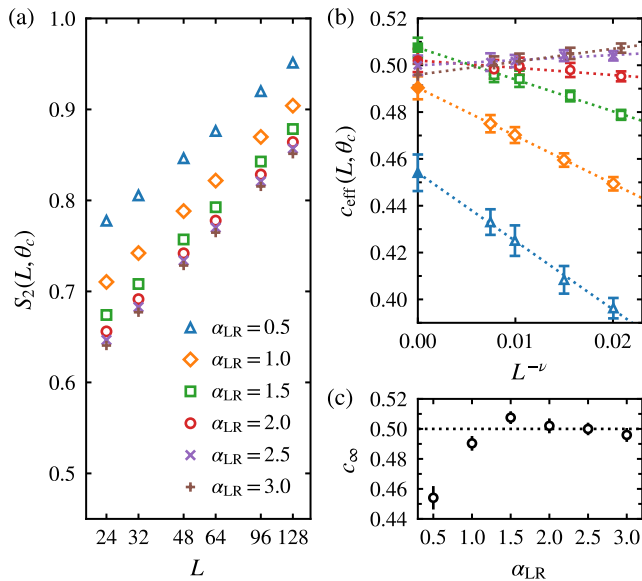 (a)
1.0
0.9
0.8
0.7
0.6
0.5
S₂(L, θ_c)
24 32 48 64 96 128
L
α_LR = 0.5
α_LR = 1.0
α_LR = 1.5
α_LR = 2.0
α_LR = 2.5
α_LR = 3.0
(b)
0.52
0.50
0.48
0.46
0.44
0.42
0.40
c_eff(L, θ_c)
0.00 0.01 0.02
L^{-ν}
(c)
0.52
0.50
0.48
0.46
0.44
c_∞
0.5 1.0 1.5 2.0 2.5 3.0
α_LR